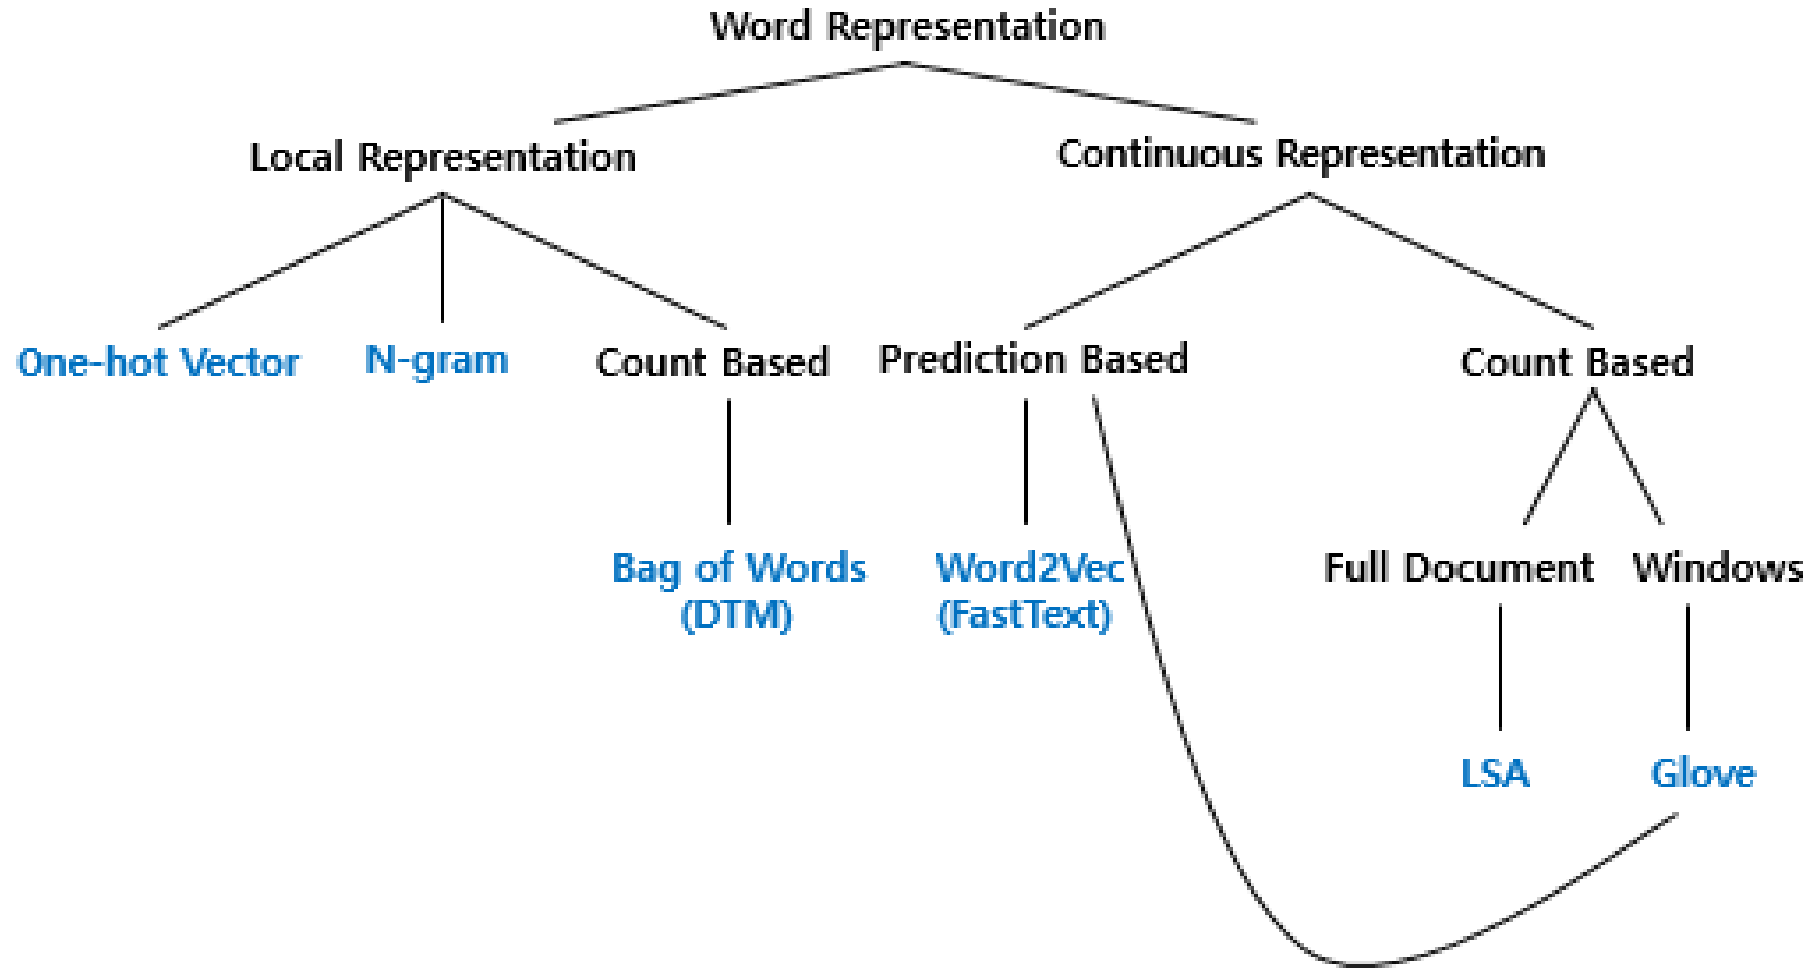 Word Representation
Local Representation
Continuous Representation
One-hot Vector
N-gram
Count Based
Prediction Based
Count Based
Bag of Words
(DTM)
Word2Vec
(FastText)
Full Document
Windows
LSA
Glove